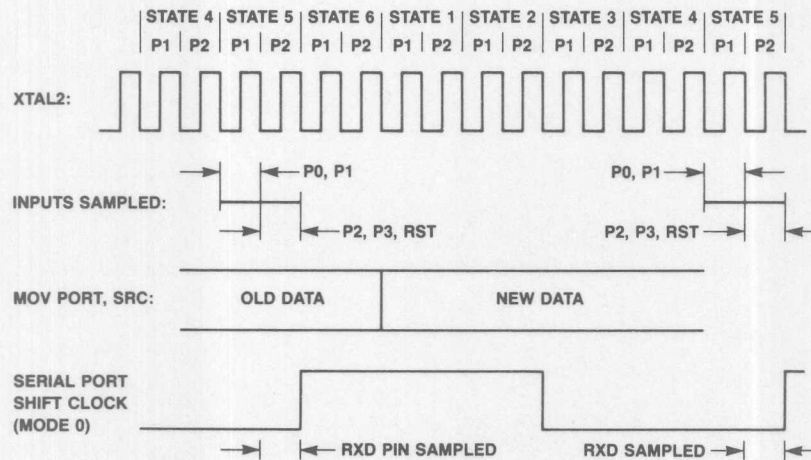 STATE 4 STATE 5 STATE 6 STATE 1 STATE 2 STATE 3 STATE 4 STATE 5
P1 P2 P1 P2 P1 P2 P1 P2 P1 P2 P1 P2 P1 P2 P1 P2
XTAL2:
P0, P1 P0, P1
INPUTS SAMPLED:
P2, P3, RST P2, P3, RST
MOV PORT, SRC: OLD DATA NEW DATA
SERIAL PORT
SHIFT CLOCK
(MODE 0)
RXD PIN SAMPLED RXD SAMPLED